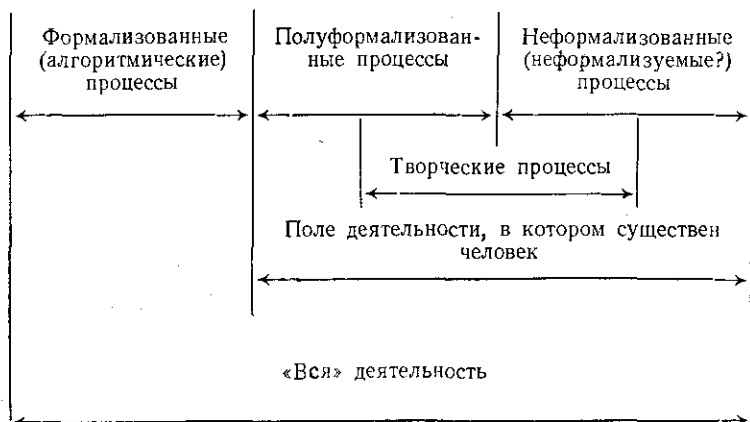 Формализованные
(алгоритмические)
процессы
Полуформализован-
ные процессы
Неформализованные
(неформализуемые?)
процессы
Творческие процессы
Поле деятельности, в котором существен
человек
«Вся» деятельность